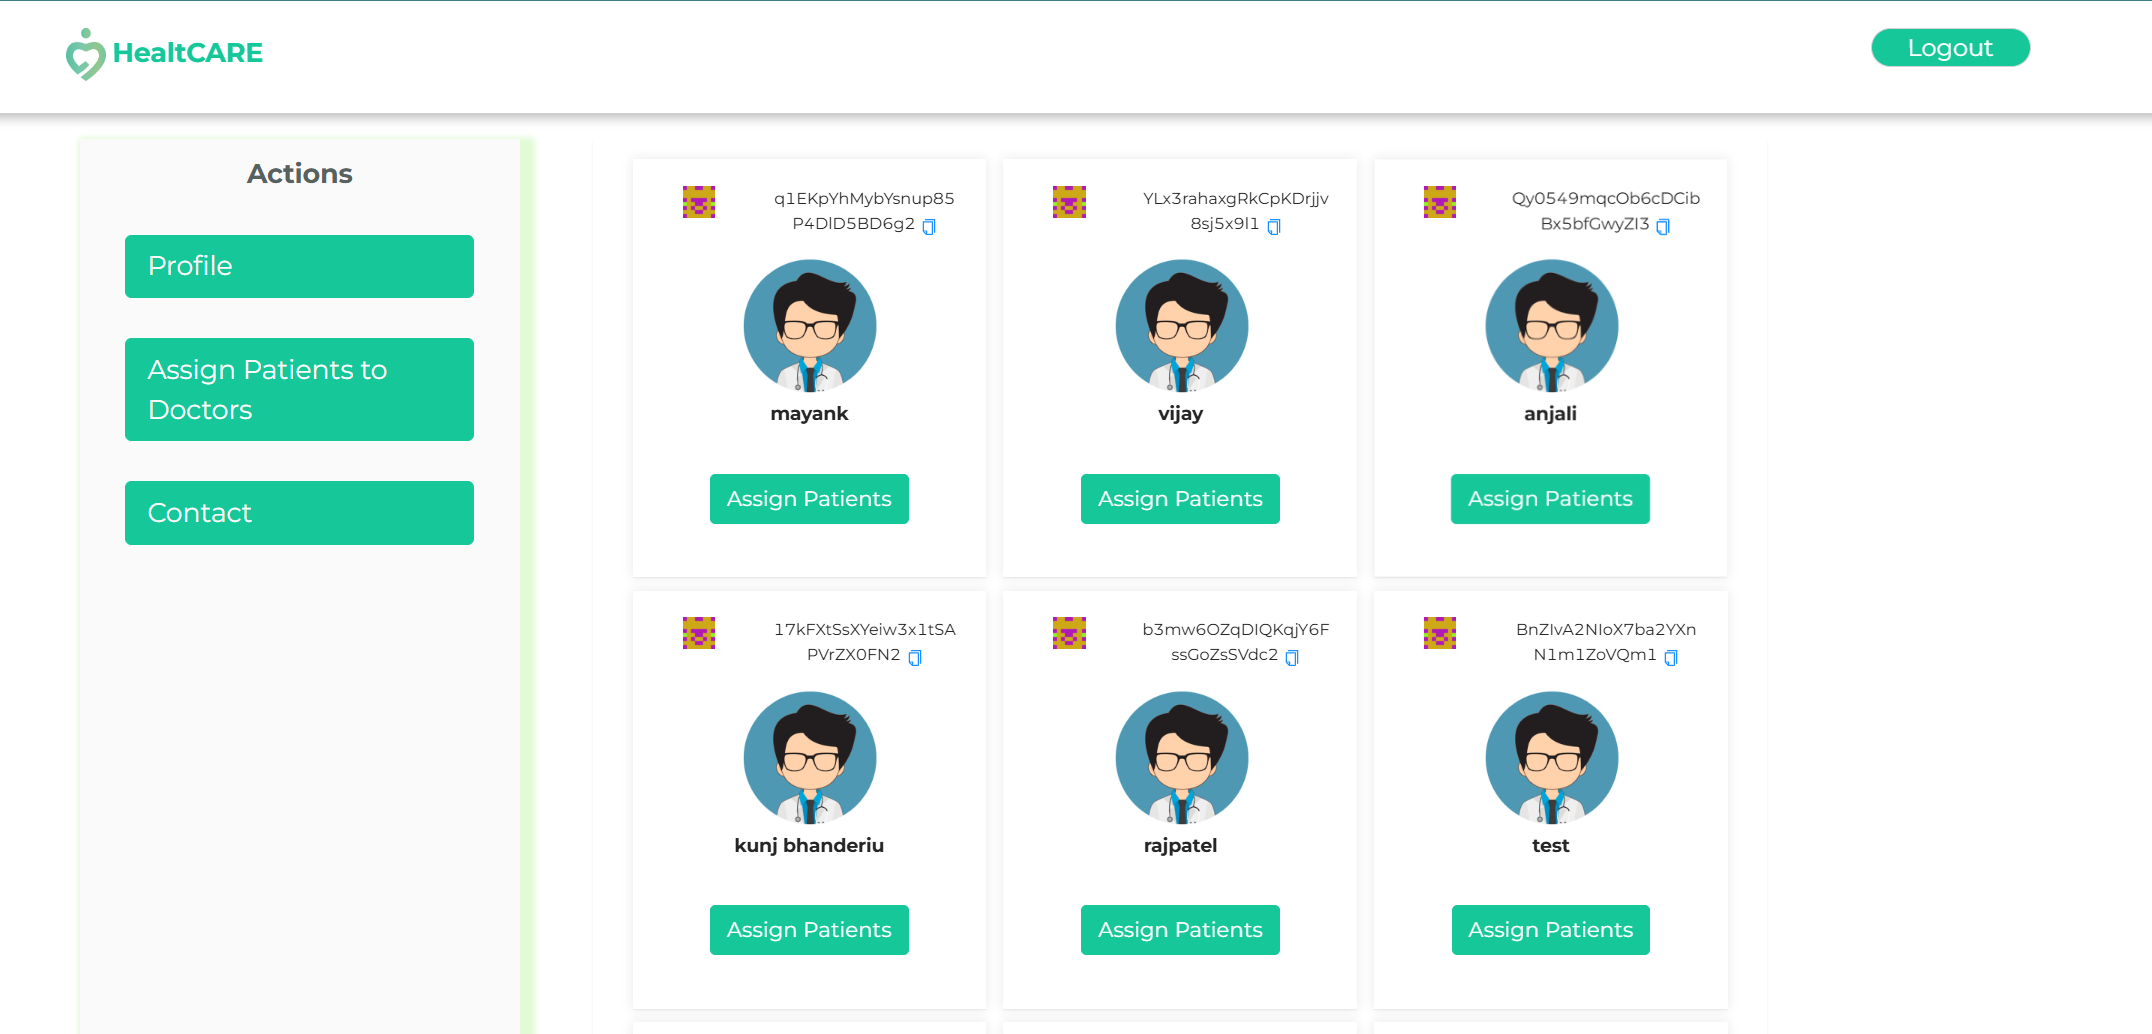 HealtCARE
Logout
Actions
Profile
Assign Patients to
Doctors
Contact
q1EKpYhMybYsnup85
P4DlD5BD6g2
mayank
Assign Patients
YLx3rahaxgRkCpKDrjjv
8sj5x9l1
vijay
Assign Patients
Qy0549mqcOb6cDCib
Bx5bfGwyZI3
anjali
Assign Patients
17kFXtSsXYeiw3x1tSA
PVrZX0FN2
kunj bhanderiu
Assign Patients
b3mw6OZqDIQKqjY6F
ssGoZsSVdc2
rajpatel
Assign Patients
BnZIvA2NIoX7ba2YXn
N1m1ZoVQm1
test
Assign Patients